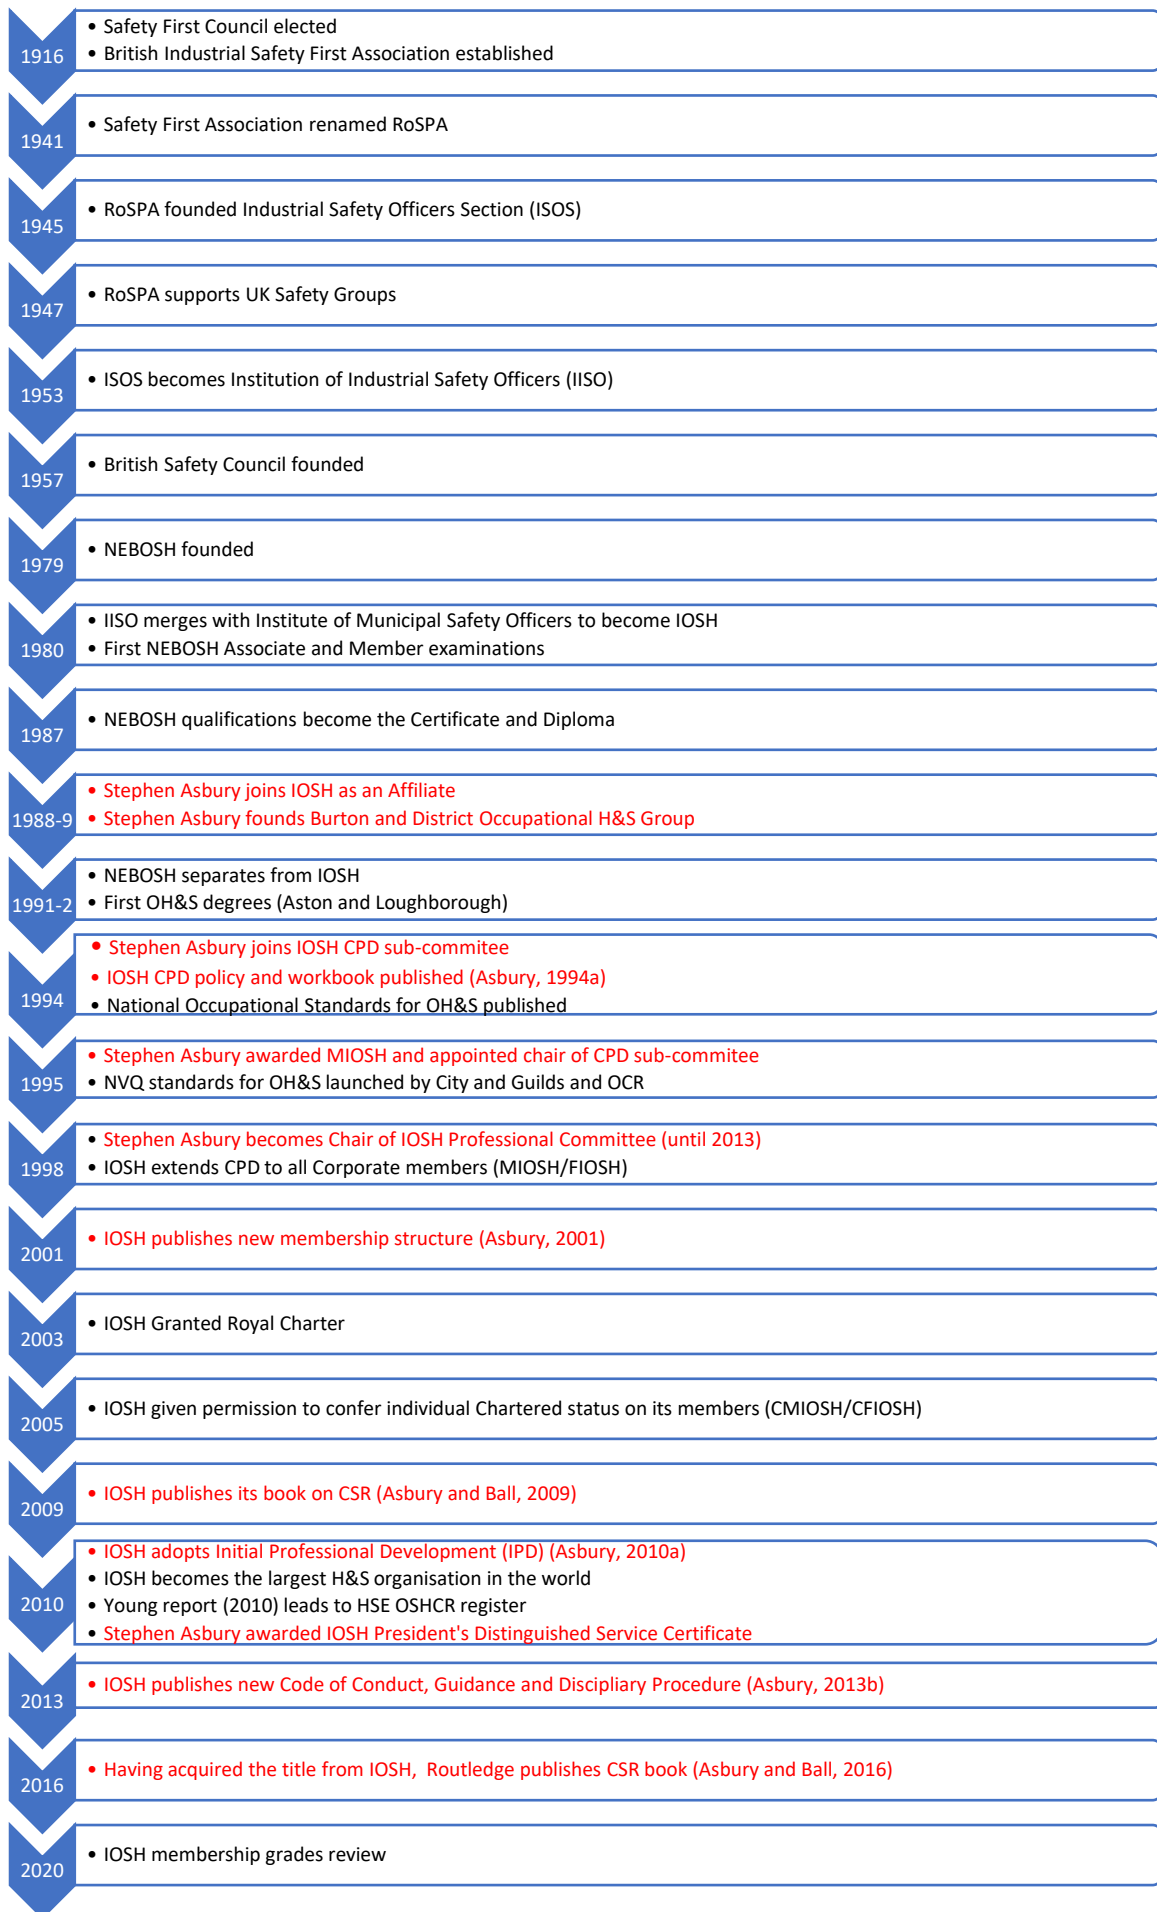 1916
• Safety First Council elected
• British Industrial Safety First Association established
1941
• Safety First Association renamed RoSPA
1945
• RoSPA founded Industrial Safety Officers Section (ISOS)
1947
• RoSPA supports UK Safety Groups
1953
• ISOS becomes Institution of Industrial Safety Officers (IISO)
1957
• British Safety Council founded
1979
• NEBOSH founded
1980
• IISO merges with Institute of Municipal Safety Officers to become IOSH
• First NEBOSH Associate and Member examinations
1987
• NEBOSH qualifications become the Certificate and Diploma
1988-9
• Stephen Asbury joins IOSH as an Affiliate
• Stephen Asbury founds Burton and District Occupational H&S Group
1991-2
• NEBOSH separates from IOSH
• First OH&S degrees (Aston and Loughborough)
1994
• Stephen Asbury joins IOSH CPD sub-commitee
• IOSH CPD policy and workbook published (Asbury, 1994a)
• National Occupational Standards for OH&S published
1995
• Stephen Asbury awarded MIOSH and appointed chair of CPD sub-commitee
• NVQ standards for OH&S launched by City and Guilds and OCR
1998
• Stephen Asbury becomes Chair of IOSH Professional Committee (until 2013)
• IOSH extends CPD to all Corporate members (MIOSH/FIOSH)
2001
• IOSH publishes new membership structure (Asbury, 2001)
2003
• IOSH Granted Royal Charter
2005
• IOSH given permission to confer individual Chartered status on its members (CMIOSH/CFIOSH)
2009
• IOSH publishes its book on CSR (Asbury and Ball, 2009)
2010
• IOSH adopts Initial Professional Development (IPD) (Asbury, 2010a)
• IOSH becomes the largest H&S organisation in the world
• Young report (2010) leads to HSE OSHCR register
• Stephen Asbury awarded IOSH President's Distinguished Service Certificate
2013
• IOSH publishes new Code of Conduct, Guidance and Discipliary Procedure (Asbury, 2013b)
2016
• Having acquired the title from IOSH, Routledge publishes CSR book (Asbury and Ball, 2016)
2020
• IOSH membership grades review